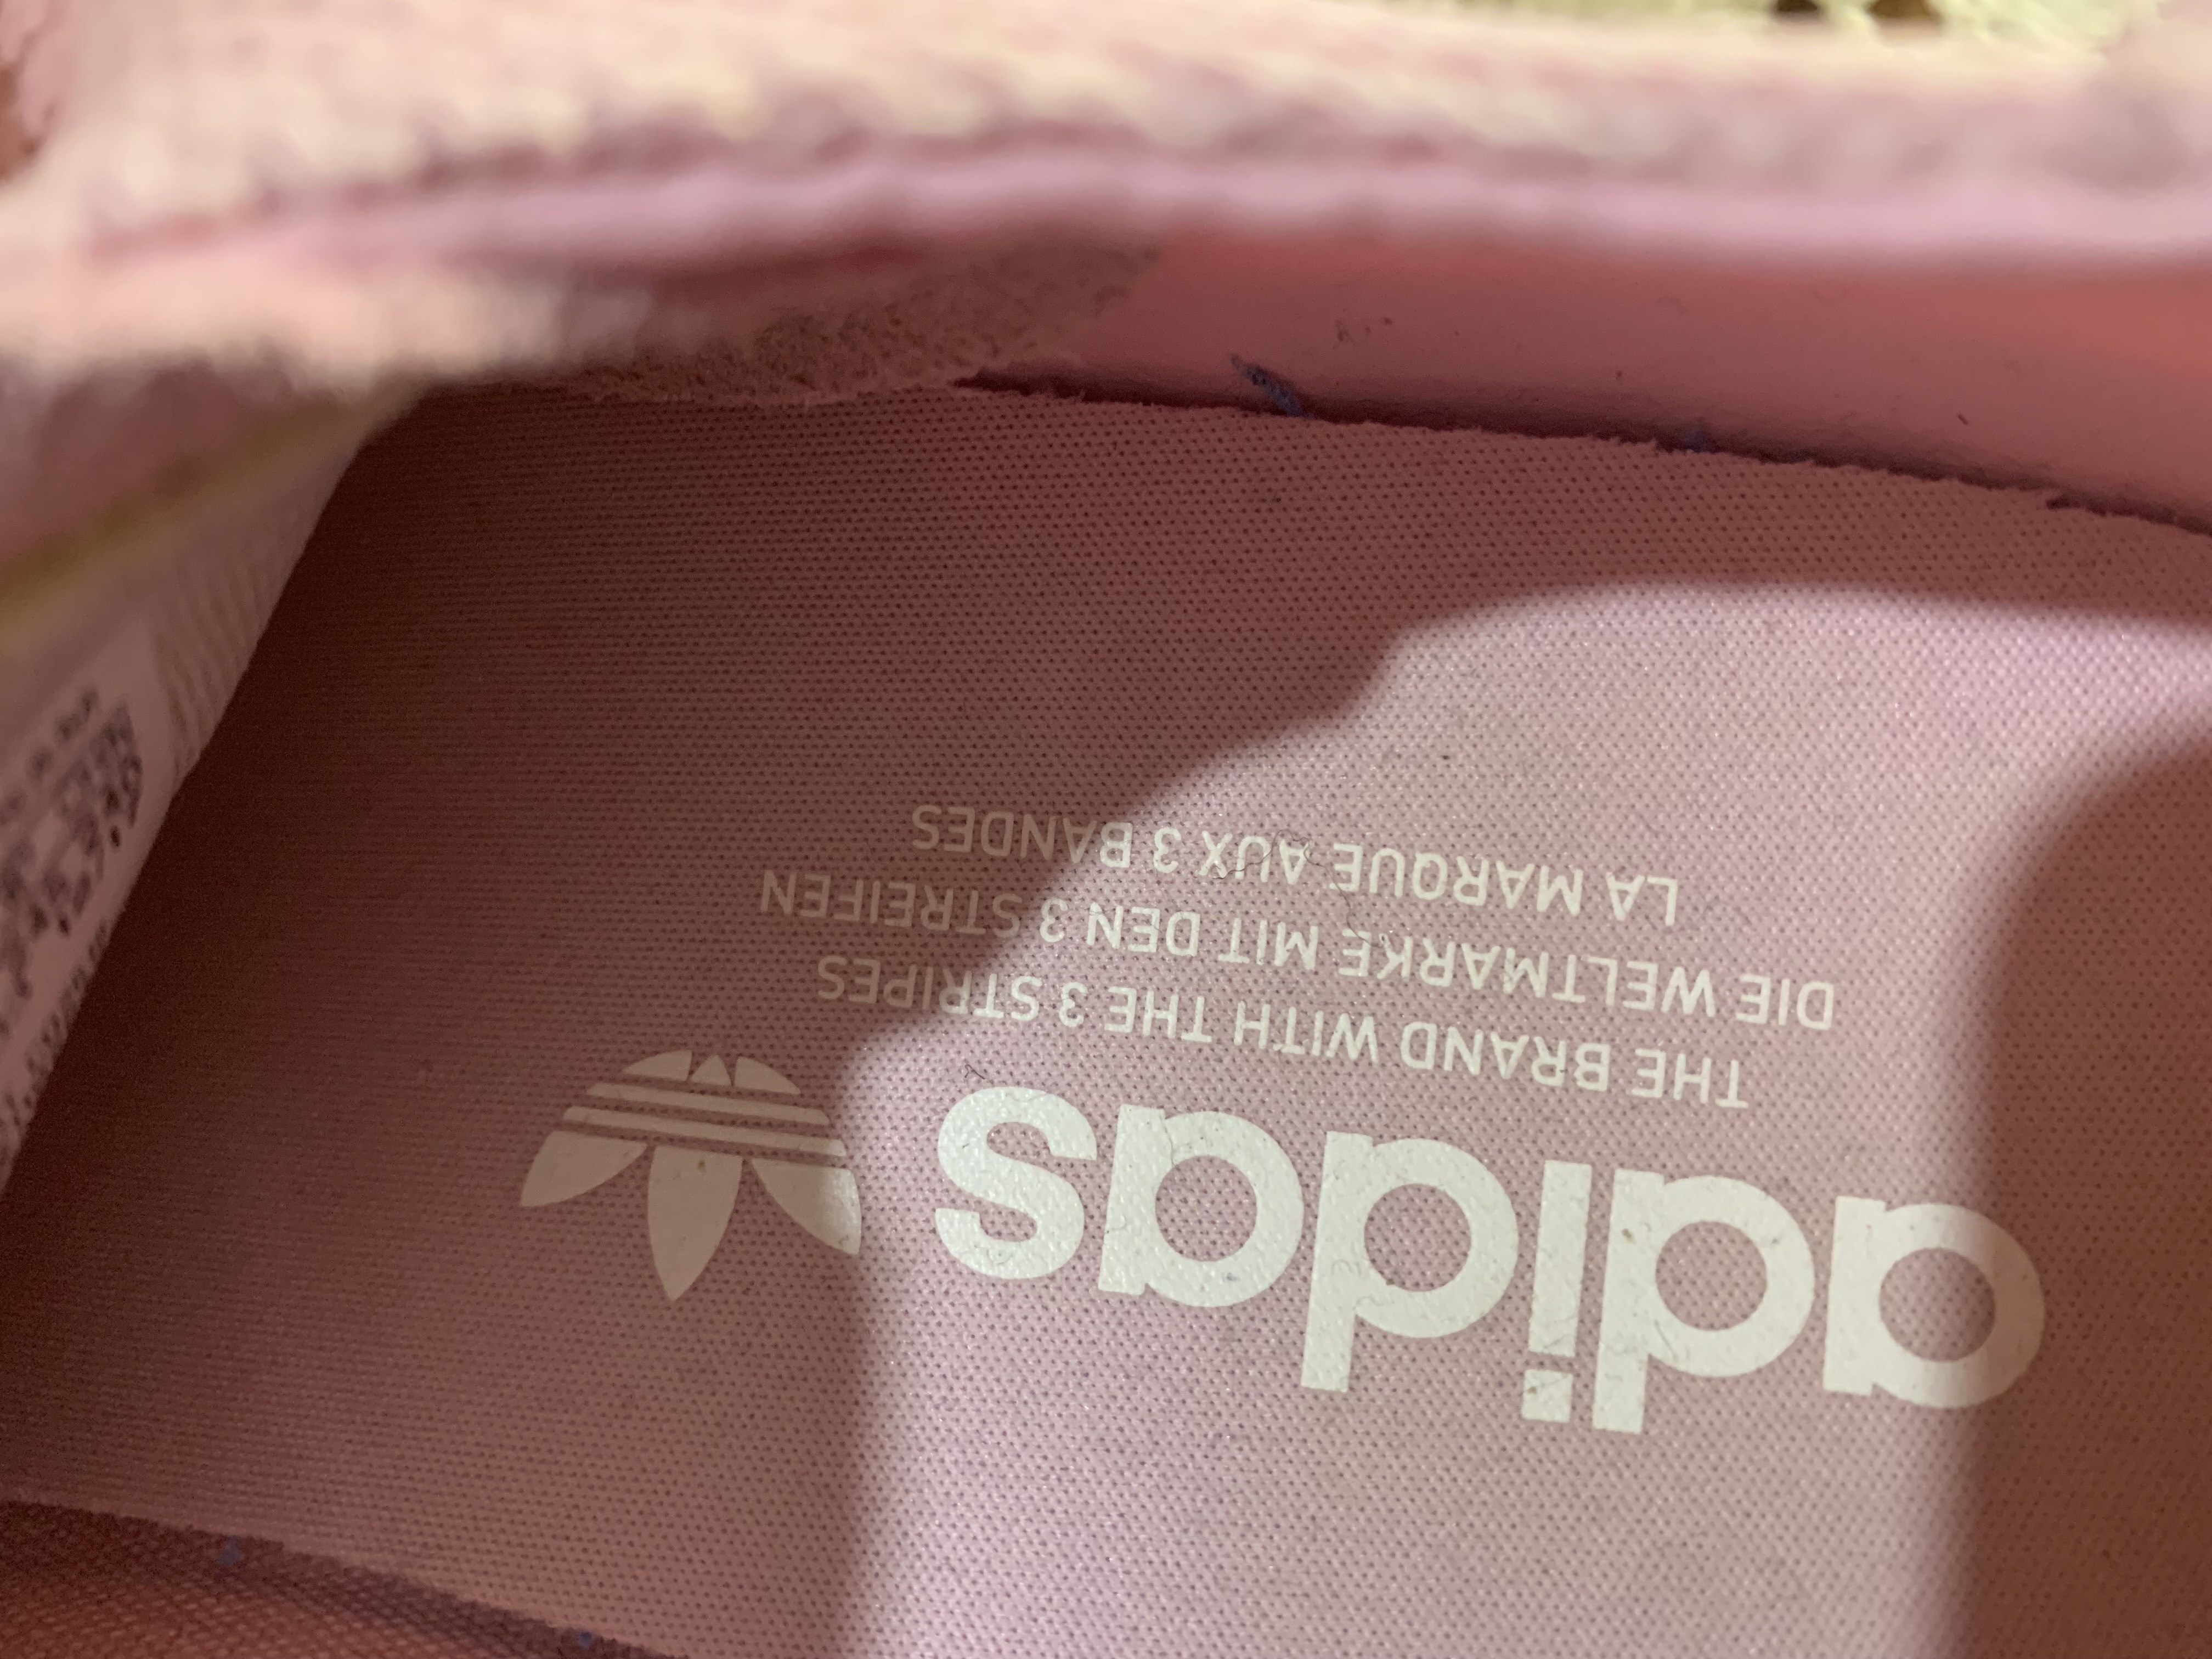 adidas
THE BRAND WITH THE 3 STRIPES
DIE WELTMARKE MIT DEN 3 STREIFEN
LA MARQUE AUX 3 BANDES